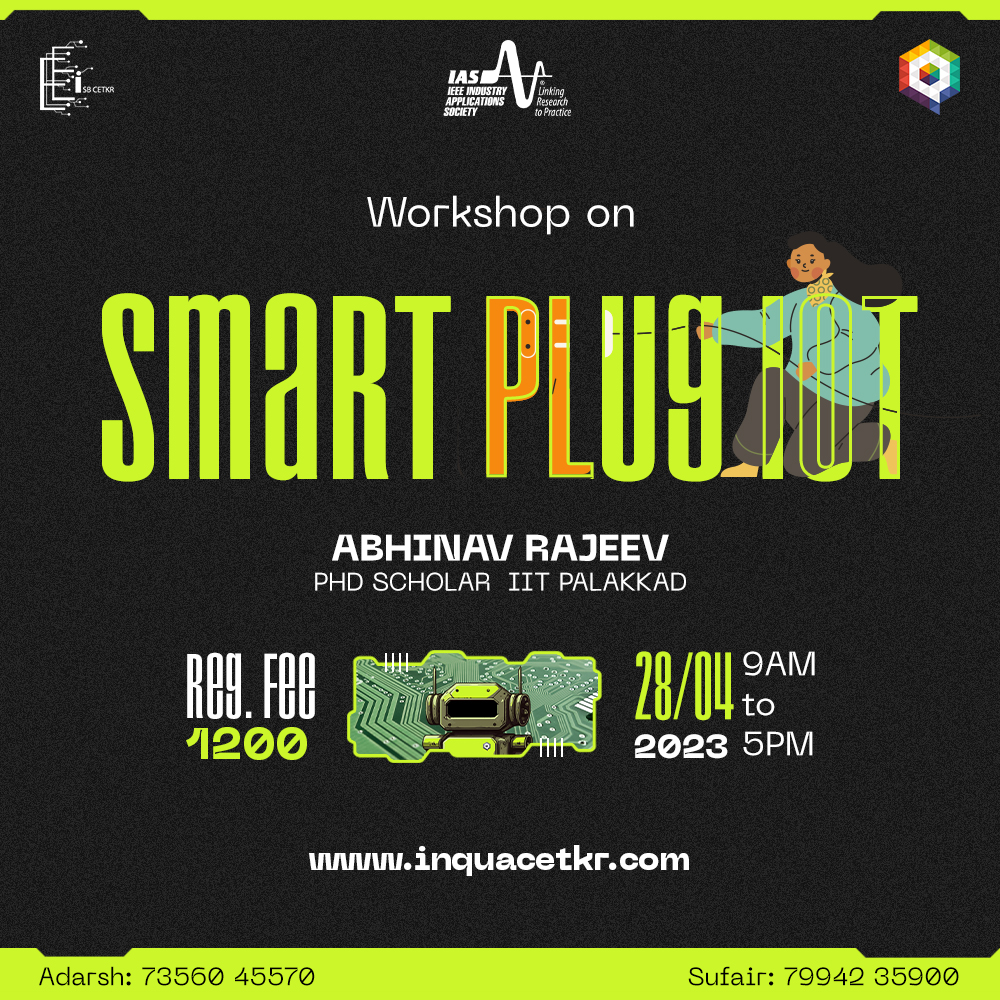 SB CETKR
IAS
IEEE INDUSTRY
APPLICATIONS
SOCIETY
®
Linking
Research
to Practice
Workshop on
SMART PLUG IOT
ABHINAV RAJEEV
PHD SCHOLAR IIT PALAKKAD
Reg. Fee
1200
28/04
2023
9AM
to
5PM
www.inquacetkr.com
Adarsh: 73560 45570
Sufair: 79942 35900